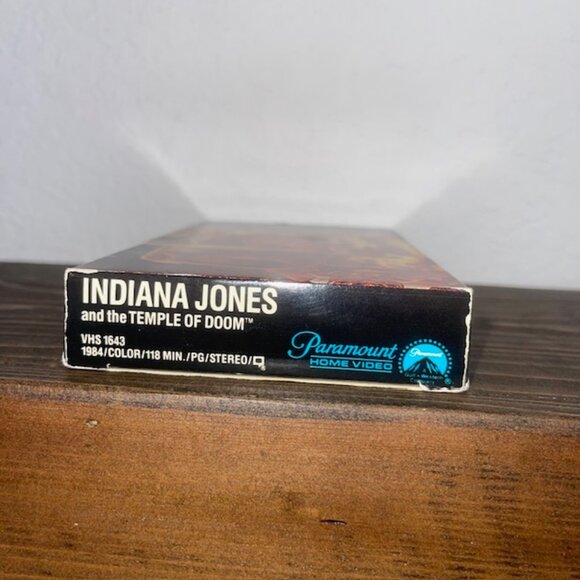 INDIANA JONES
and the TEMPLE OF DOOM™
VHS 1643
1984/COLOR/118 MIN./PG/STEREO/
Paramount
HOME VIDEO
Paramount
®